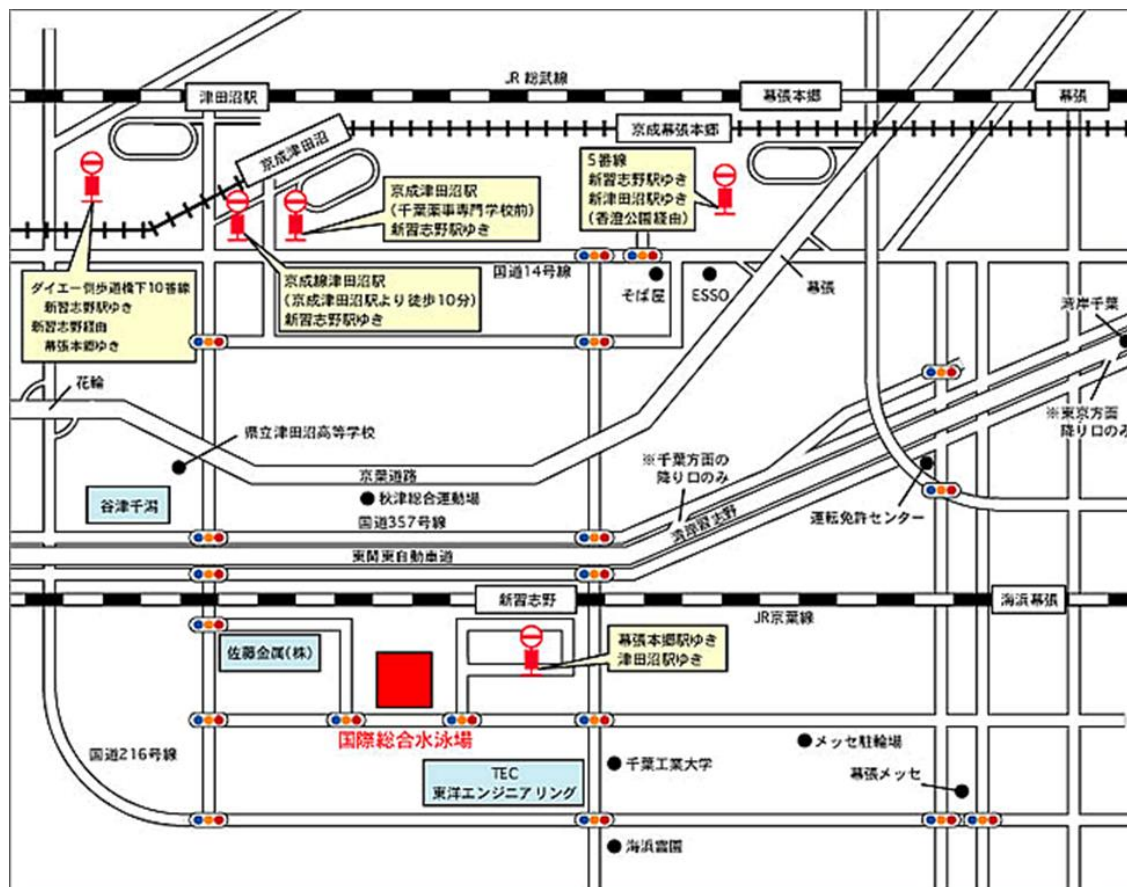 JR 総武線
津田沼駅
幕張本郷
幕張
京成津田沼
京成幕張本郷
京成津田沼駅
(千葉薬事専門学校前)
新習志野駅ゆき
5番線
新習志野駅ゆき
新津田沼駅ゆき
(香澄公園経由)
国道14号線
ダイエー側歩道橋下10番線
新習志野駅ゆき
新習志野経由
幕張本郷ゆき
京成線津田沼駅
(京成津田沼駅より徒歩10分)
新習志野駅ゆき
そば屋
ESSO
幕張
湾岸千葉
花輪
県立津田沼高等学校
※東京方面
降り口のみ
※千葉方面の
降り口のみ
京葉道路
谷津干潟
秋津総合運動場
国道357号線
湾岸習志野
運転免許センター
東関東自動車道
新習志野
海浜幕張
JR京葉線
佐藤金属(株)
幕張本郷駅ゆき
津田沼駅ゆき
国際総合水泳場
国道216号線
メッセ駐輪場
TEC
東洋エンジニアリング
千葉工業大学
幕張メッセ
海浜霊園